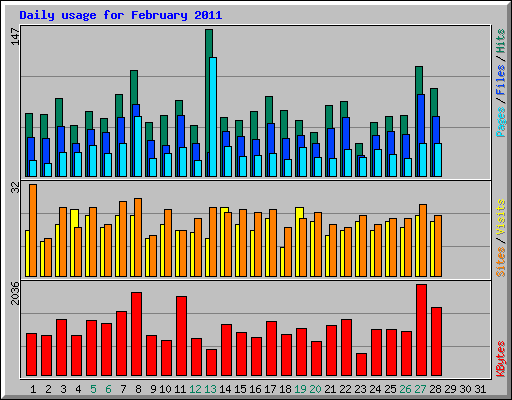 Daily usage for February 2011
147
Pages / Files / Hits
32
Sites / Visits
2036
KBytes
1 2 3 4 5 6 7 8 9 10 11 12 13 14 15 16 17 18 19 20 21 22 23 24 25 26 27 28 29 30 31